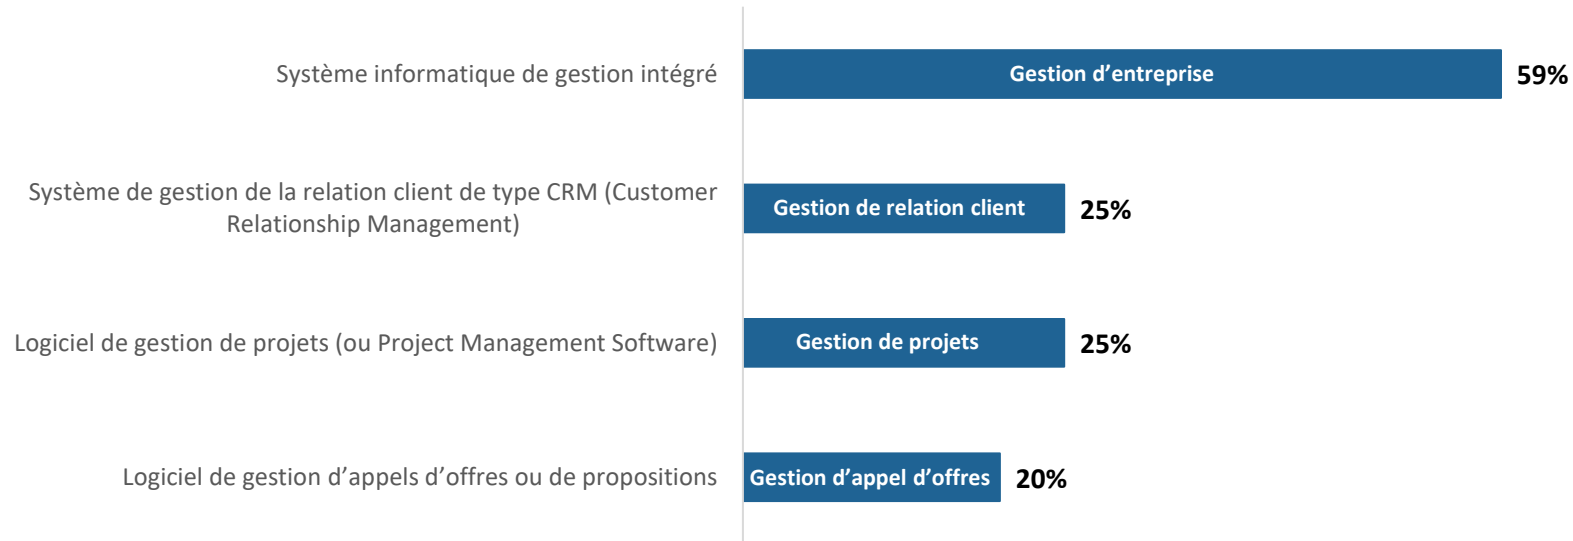 Système informatique de gestion intégré
Gestion d’entreprise
59%
Système de gestion de la relation client de type CRM (Customer
Relationship Management)
Gestion de relation client
25%
Logiciel de gestion de projets (ou Project Management Software)
Gestion de projets
25%
Logiciel de gestion d’appels d’offres ou de propositions
Gestion d’appel d’offres
20%